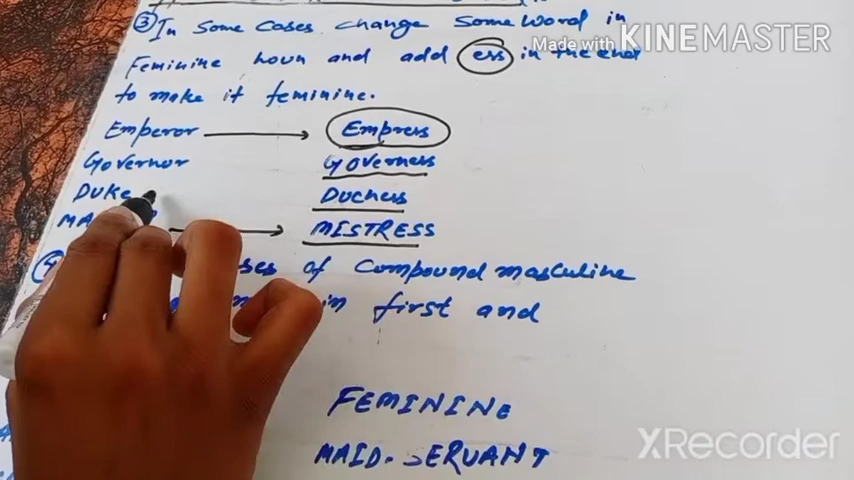 ③ In Some Cases change Some word in
Feminine noun and add ess in the end
to make it feminine.
Emperor Empress
Governor Governess
Duke Duchess
MISTRESS
④ of Compound masculine
in first and
FEMININE
MAID-SERVANT
Made with KINEMASTER
XRecorder